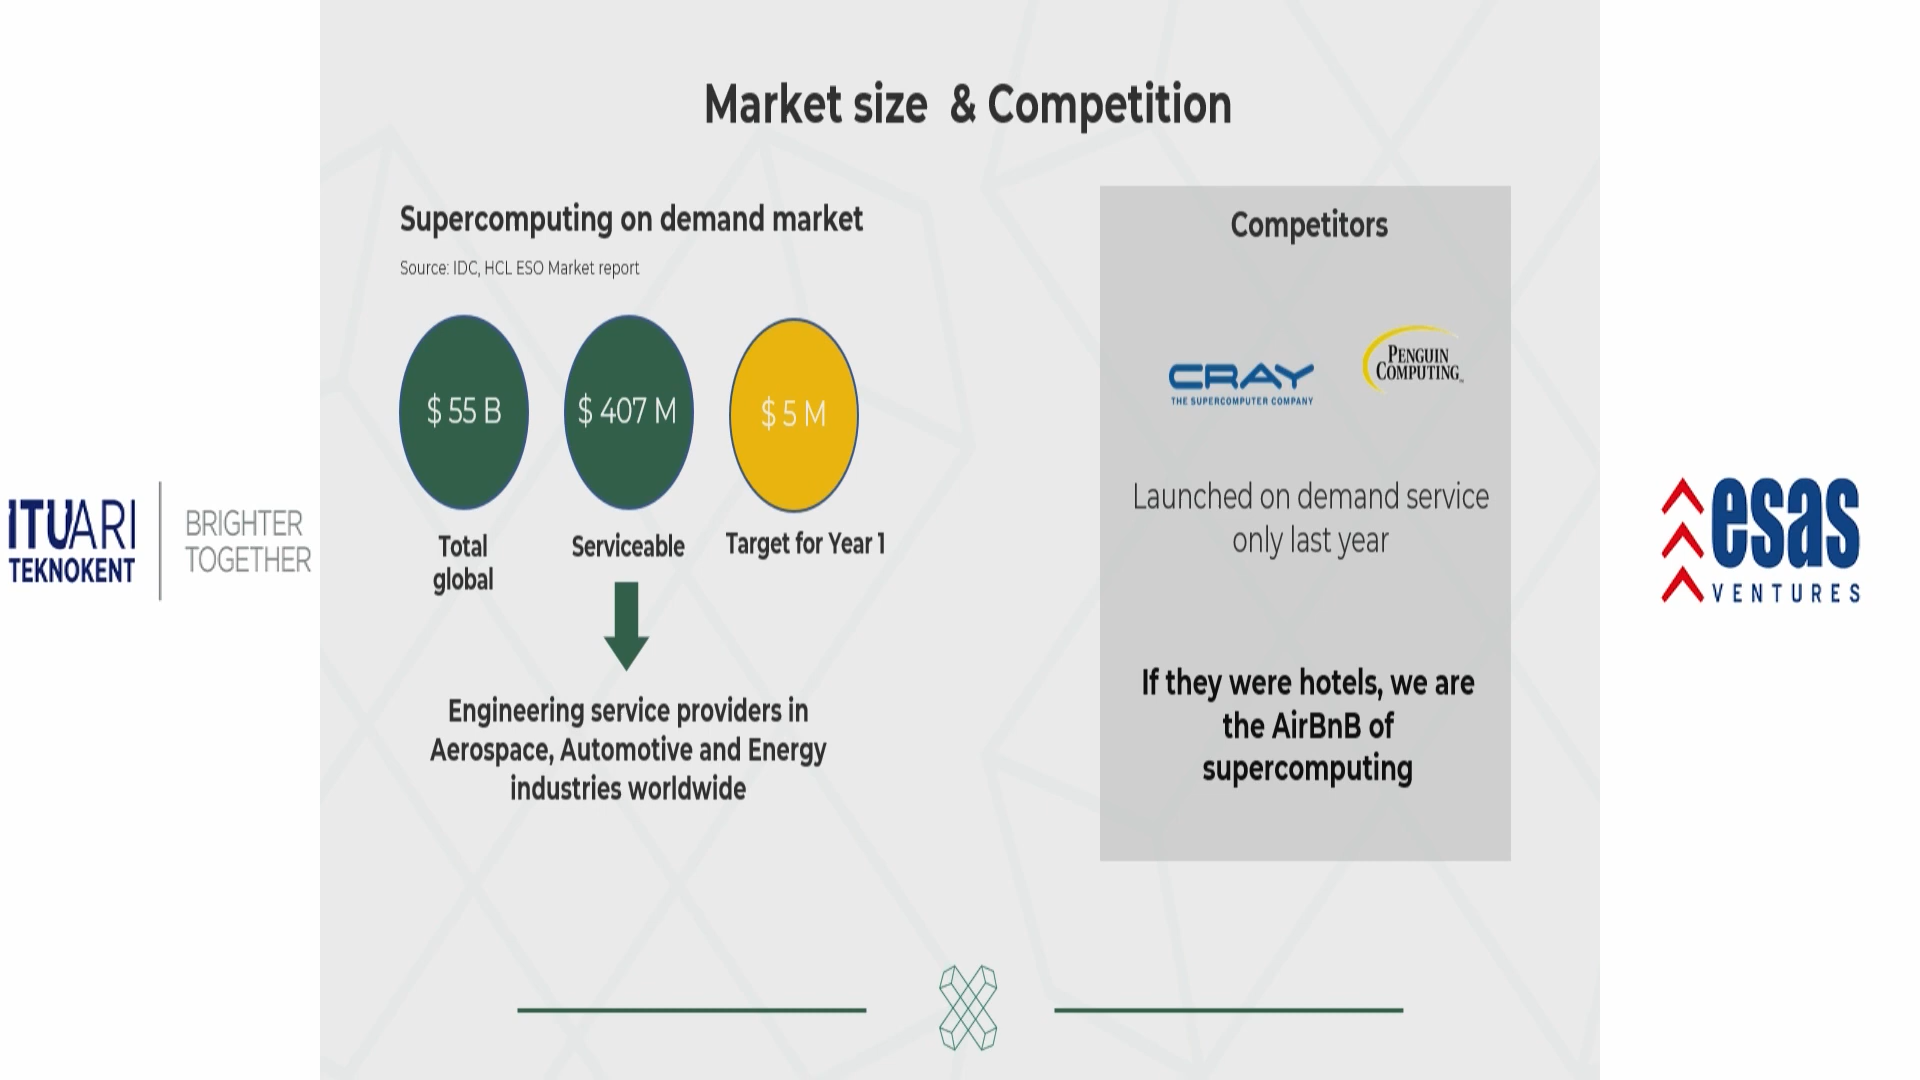 Market size & Competition
Supercomputing on demand market
Source: IDC, HCL ESO Market report
$ 55 B
$ 407 M
$ 5 M
Total
global
Serviceable
Target for Year 1
Engineering service providers in
Aerospace, Automotive and Energy
industries worldwide
Competitors
CRAY
THE SUPERCOMPUTER COMPANY
PENGUIN
COMPUTING
Launched on demand service
only last year
If they were hotels, we are
the AirBnB of
supercomputing
ITUARI
TEKNOKENT
BRIGHTER
TOGETHER
esas
VENTURES